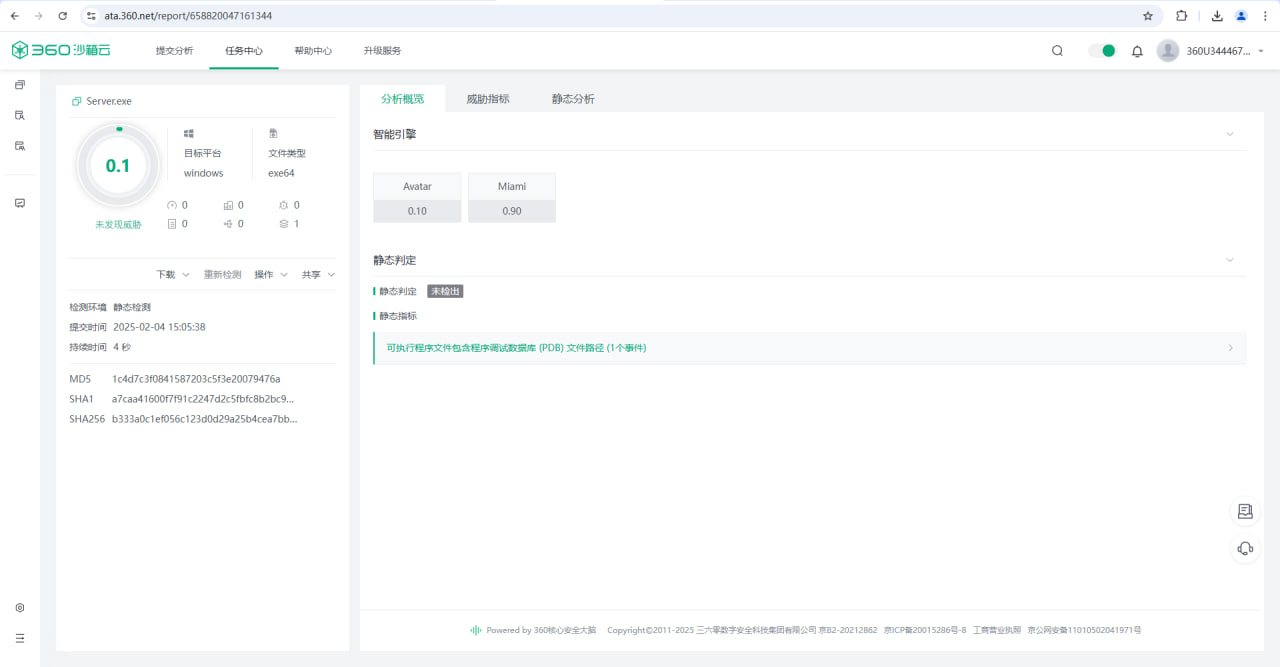 ata.360.net/report/658820047161344
360沙箱云
提交分析 任务中心 帮助中心 升级服务
360U344467...
Server.exe
0.1
未发现威胁
目标平台
windows
文件类型
exe64
0 0 0
0 0 1
下载 重新检测 操作 共享
检测环境 静态检测
提交时间 2025-02-04 15:05:38
持续时间 4 秒
MD5 1c4d7c3f0841587203c5f3e20079476a
SHA1 a7caa41600f7f91c2247d2c5fbfc8b2bc9...
SHA256 b333a0c1ef056c123d0d29a25b4cea7bb...
分析概览 威胁指标 静态分析
智能引擎
Avatar Miami
0.10 0.90
静态判定
静态判定 未检出
静态指标
可执行程序文件包含程序调试数据库 (PDB) 文件路径 (1个事件)
Powered by 360核心安全大脑 Copyright©2011-2025 三六零数字安全科技集团有限公司 京B2-20212862 京ICP备20015286号-8 工商营业执照 京公网安备11010502041971号